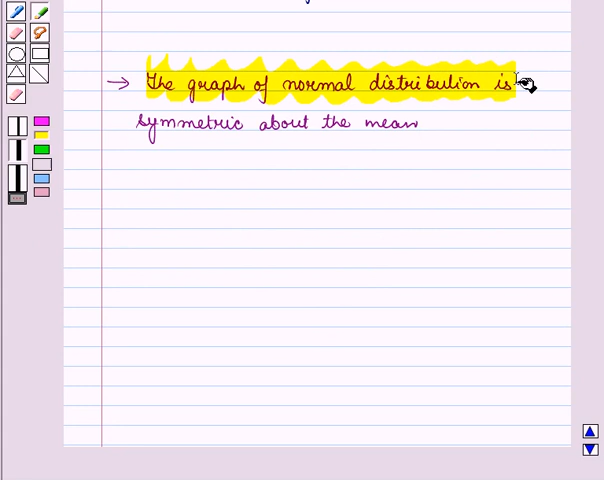 → The graph of normal distribution is
symmetric about the mean